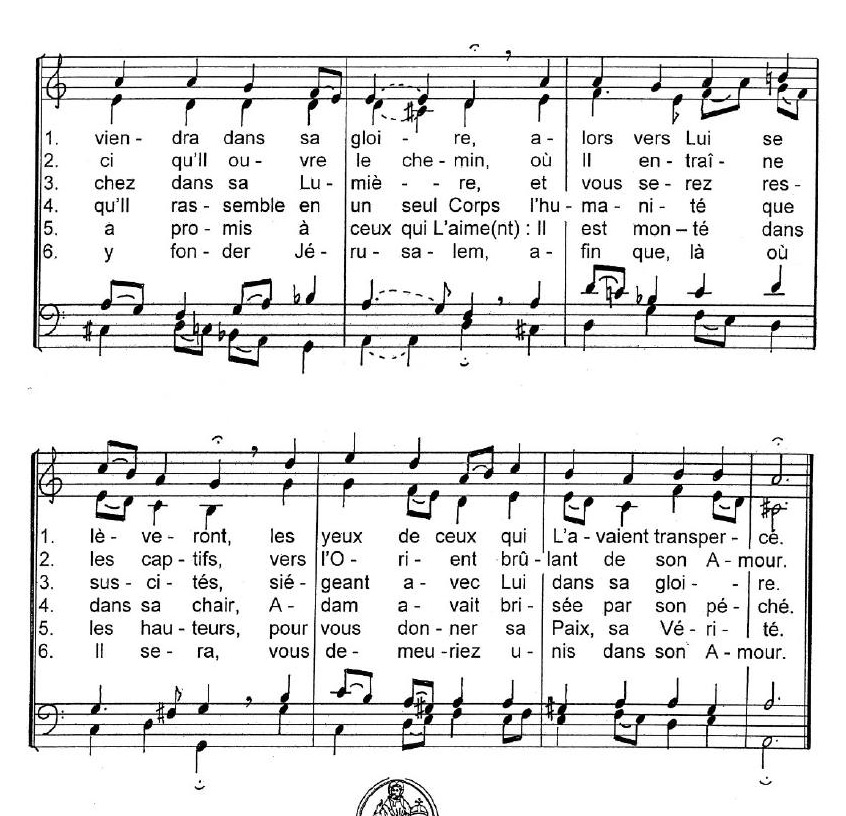 1. vien - dra dans sa gloi - re, a - lors vers Lui se
2. ci qu'Il ou - vre le che - min, où Il en - traî - ne
3. chez dans sa Lu - miè - - re, et vous se - rez res -
4. qu'Il ras - semble en un seul Corps l'hu - ma - ni - té que
5. a pro - mis à ceux qui L'aime(nt) : Il est mon – té dans
6. y fon - der Jé - ru - sa - lem, a - fin que, là où
1. lè - ve - ront, les yeux de ceux qui L'a - vaient transper - cé.
2. les cap - tifs, vers l'O - ri - ent brû - lant de son A - mour.
3. sus - ci - tés, sié - geant a - vec Lui dans sa gloi - - re.
4. dans sa chair, A - dam a - vait bri - sée par son pé - ché.
5. les hau - teurs, pour vous don - ner sa Paix, sa Vé - ri - té.
6. Il se - ra, vous de - meu - riez u - nis dans son A - mour.